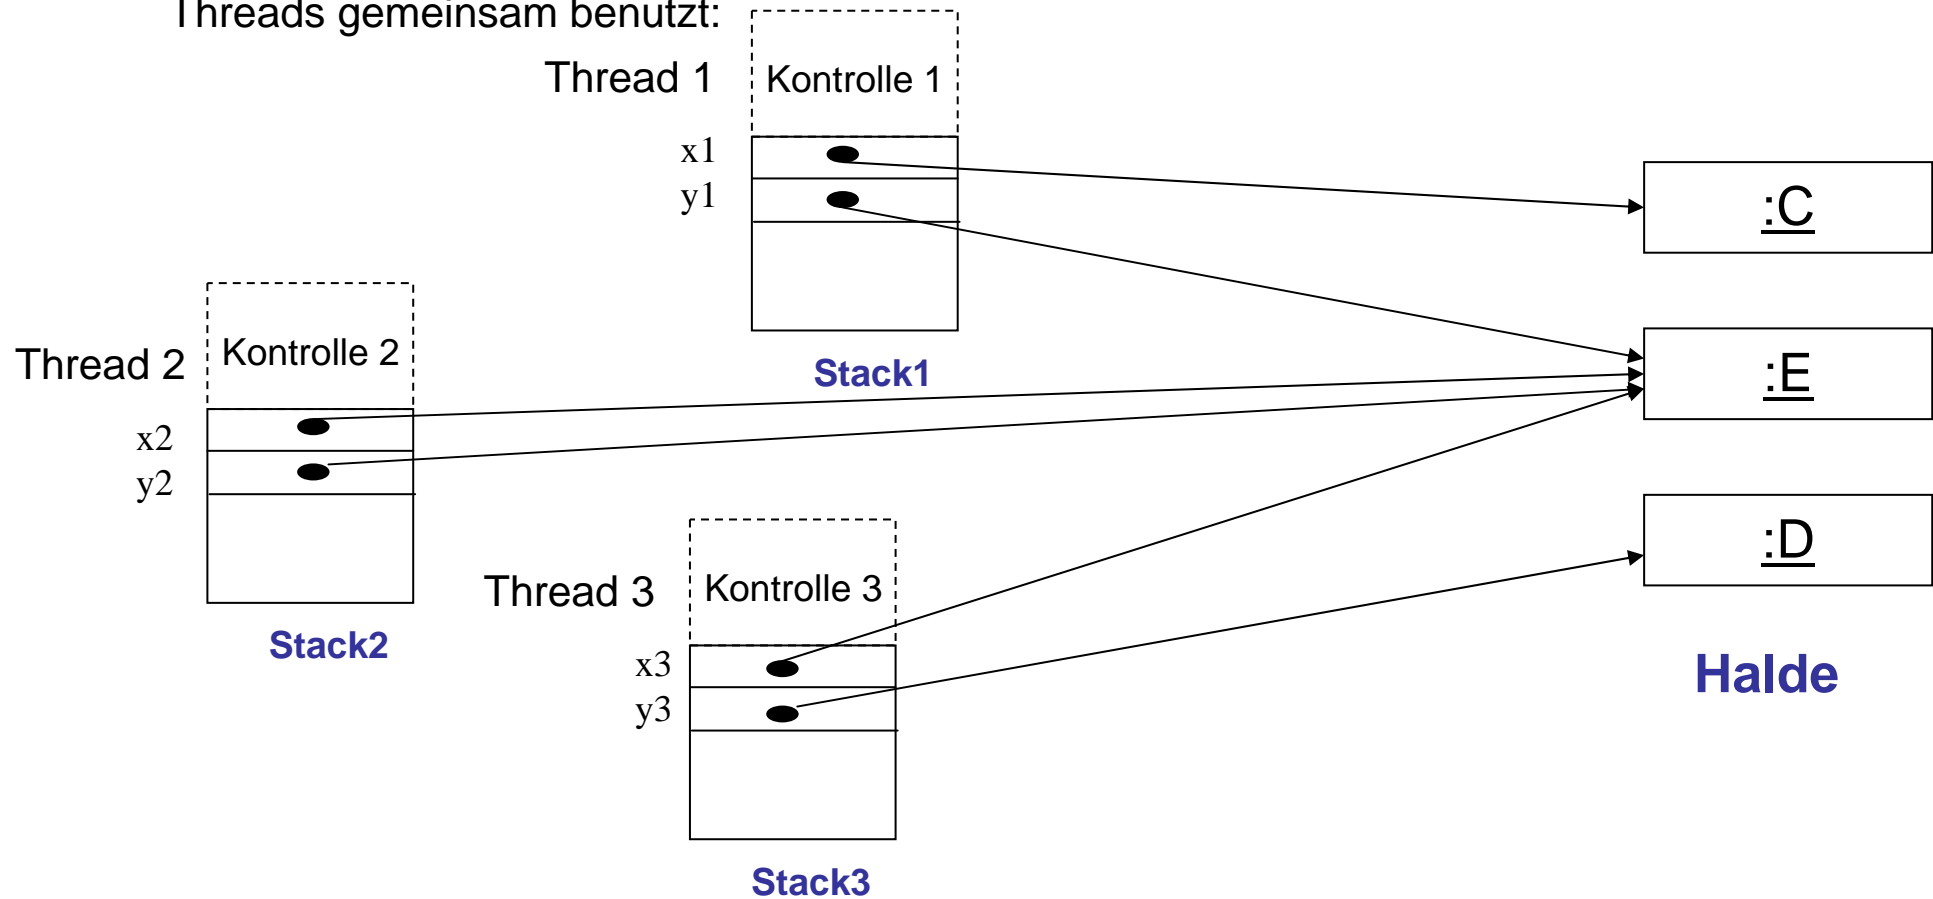 Threads gemeinsam benutzt:
Thread 1
Kontrolle 1
x1
y1
:C
Stack1
Thread 2
Kontrolle 2
:E
x2
y2
Stack2
:D
Thread 3
Kontrolle 3
x3
y3
Halde
Stack3